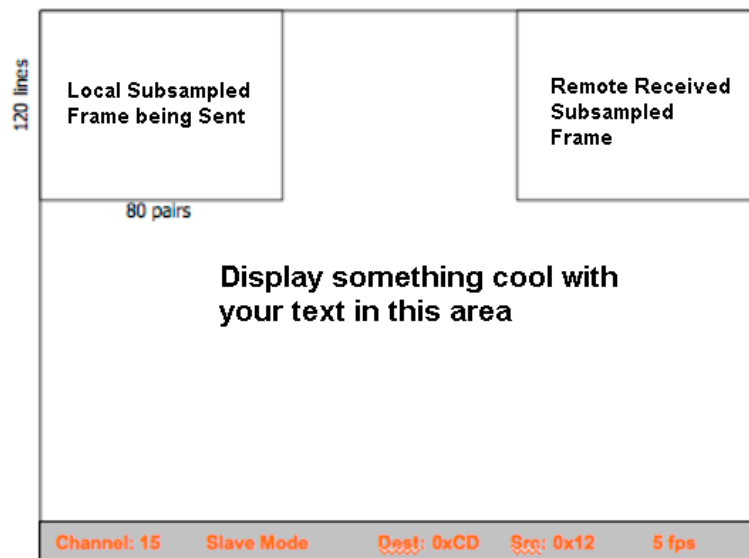 120 lines
Local Subsampled
Frame being Sent
Remote Received
Subsampled
Frame
80 pairs
Display something cool with
your text in this area
Channel: 15 Slave Mode Dest: 0xCD Src: 0x12 5 fps